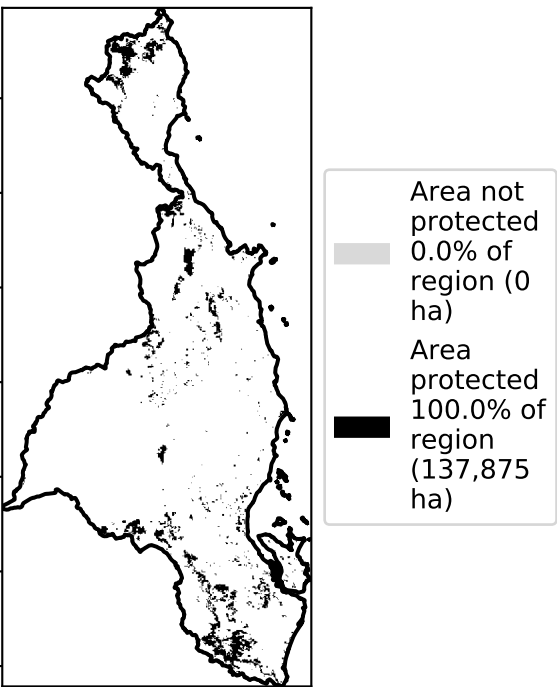 Area not
protected
0.0% of
region (0
ha)
Area
protected
100.0% of
region
(137,875
ha)